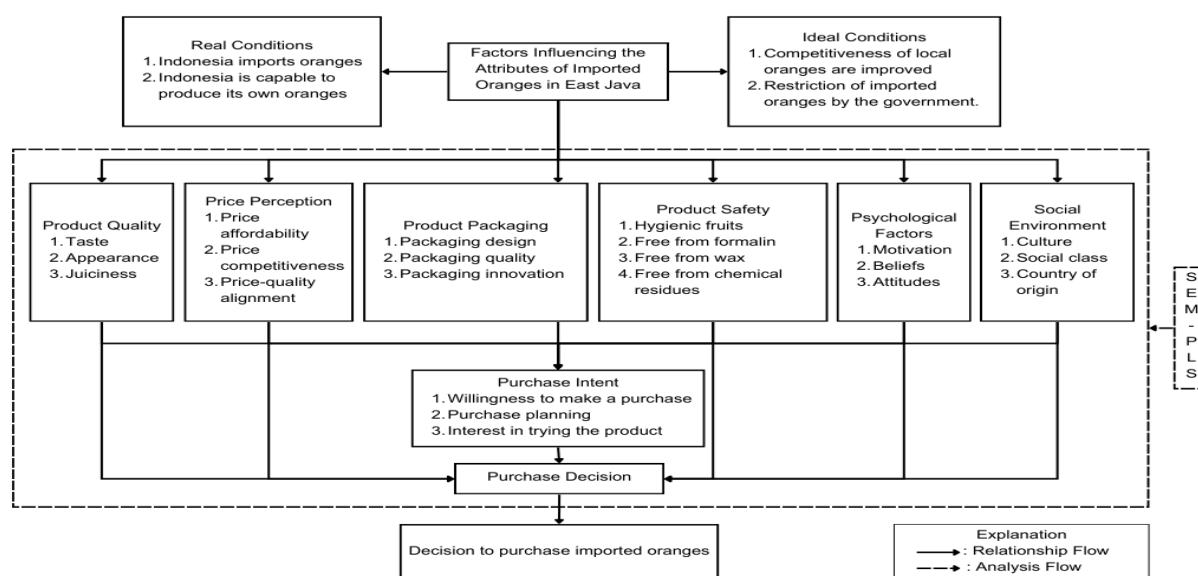 Real Conditions
1. Indonesia imports oranges
2. Indonesia is capable to
produce its own oranges
Factors Influencing the
Attributes of Imported
Oranges in East Java
Ideal Conditions
1. Competitiveness of local
oranges are improved
2. Restriction of imported
oranges by the government.
Product Quality
1. Taste
2. Appearance
3. Juiciness
Price Perception
1. Price
affordability
2. Price
competitiveness
3. Price-quality
alignment
Product Packaging
1. Packaging design
2. Packaging quality
3. Packaging innovation
Product Safety
1. Hygienic fruits
2. Free from formalin
3. Free from wax
4. Free from chemical
residues
Psychological
Factors
1. Motivation
2. Beliefs
3. Attitudes
Social
Environment
1. Culture
2. Social class
3. Country of
origin
S
E
M
-
P
L
S
Purchase Intent
1. Willingness to make a purchase
2. Purchase planning
3. Interest in trying the product
Purchase Decision
Decision to purchase imported oranges
Explanation
: Relationship Flow
: Analysis Flow